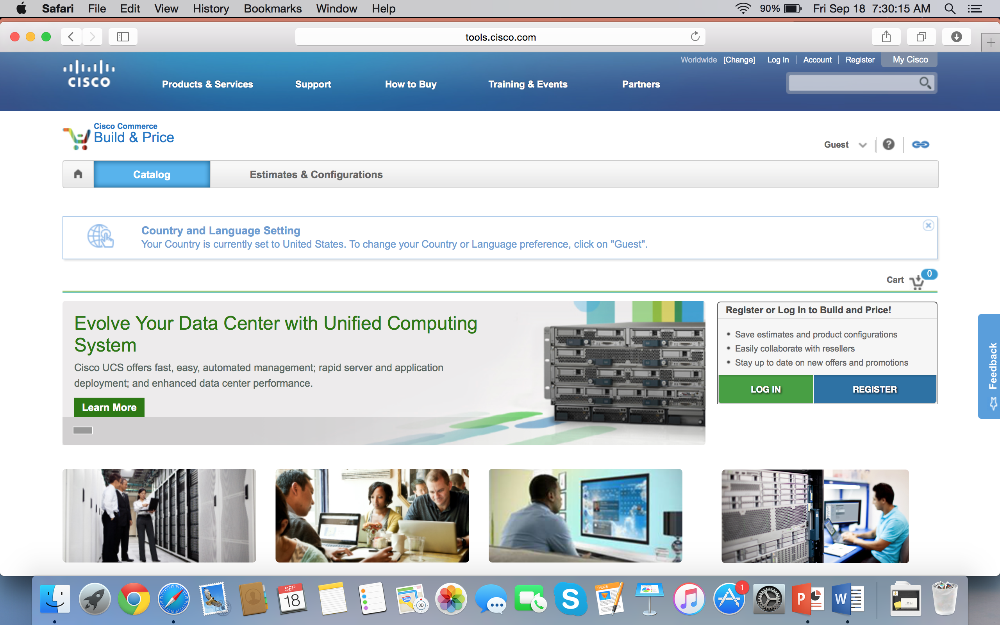 Safari File Edit View History Bookmarks Window Help 90% Fri Sep 18 7:30:15 AM
tools.cisco.com
Worldwide [Change] Log In Account Register My Cisco
CISCO
Products & Services Support How to Buy Training & Events Partners
Cisco Commerce
Build & Price
Guest
?
Catalog Estimates & Configurations
Country and Language Setting
Your Country is currently set to United States. To change your Country or Language preference, click on "Guest".
Cart 0
Evolve Your Data Center with Unified Computing
System
Cisco UCS offers fast, easy, automated management; rapid server and application
deployment; and enhanced data center performance.
Learn More
Register or Log In to Build and Price!
Save estimates and product configurations
Easily collaborate with resellers
Stay up to date on new offers and promotions
LOG IN REGISTER
Feedback
SEP
18
280
3D
S
PAGES
KEYNOTE
1
P
W